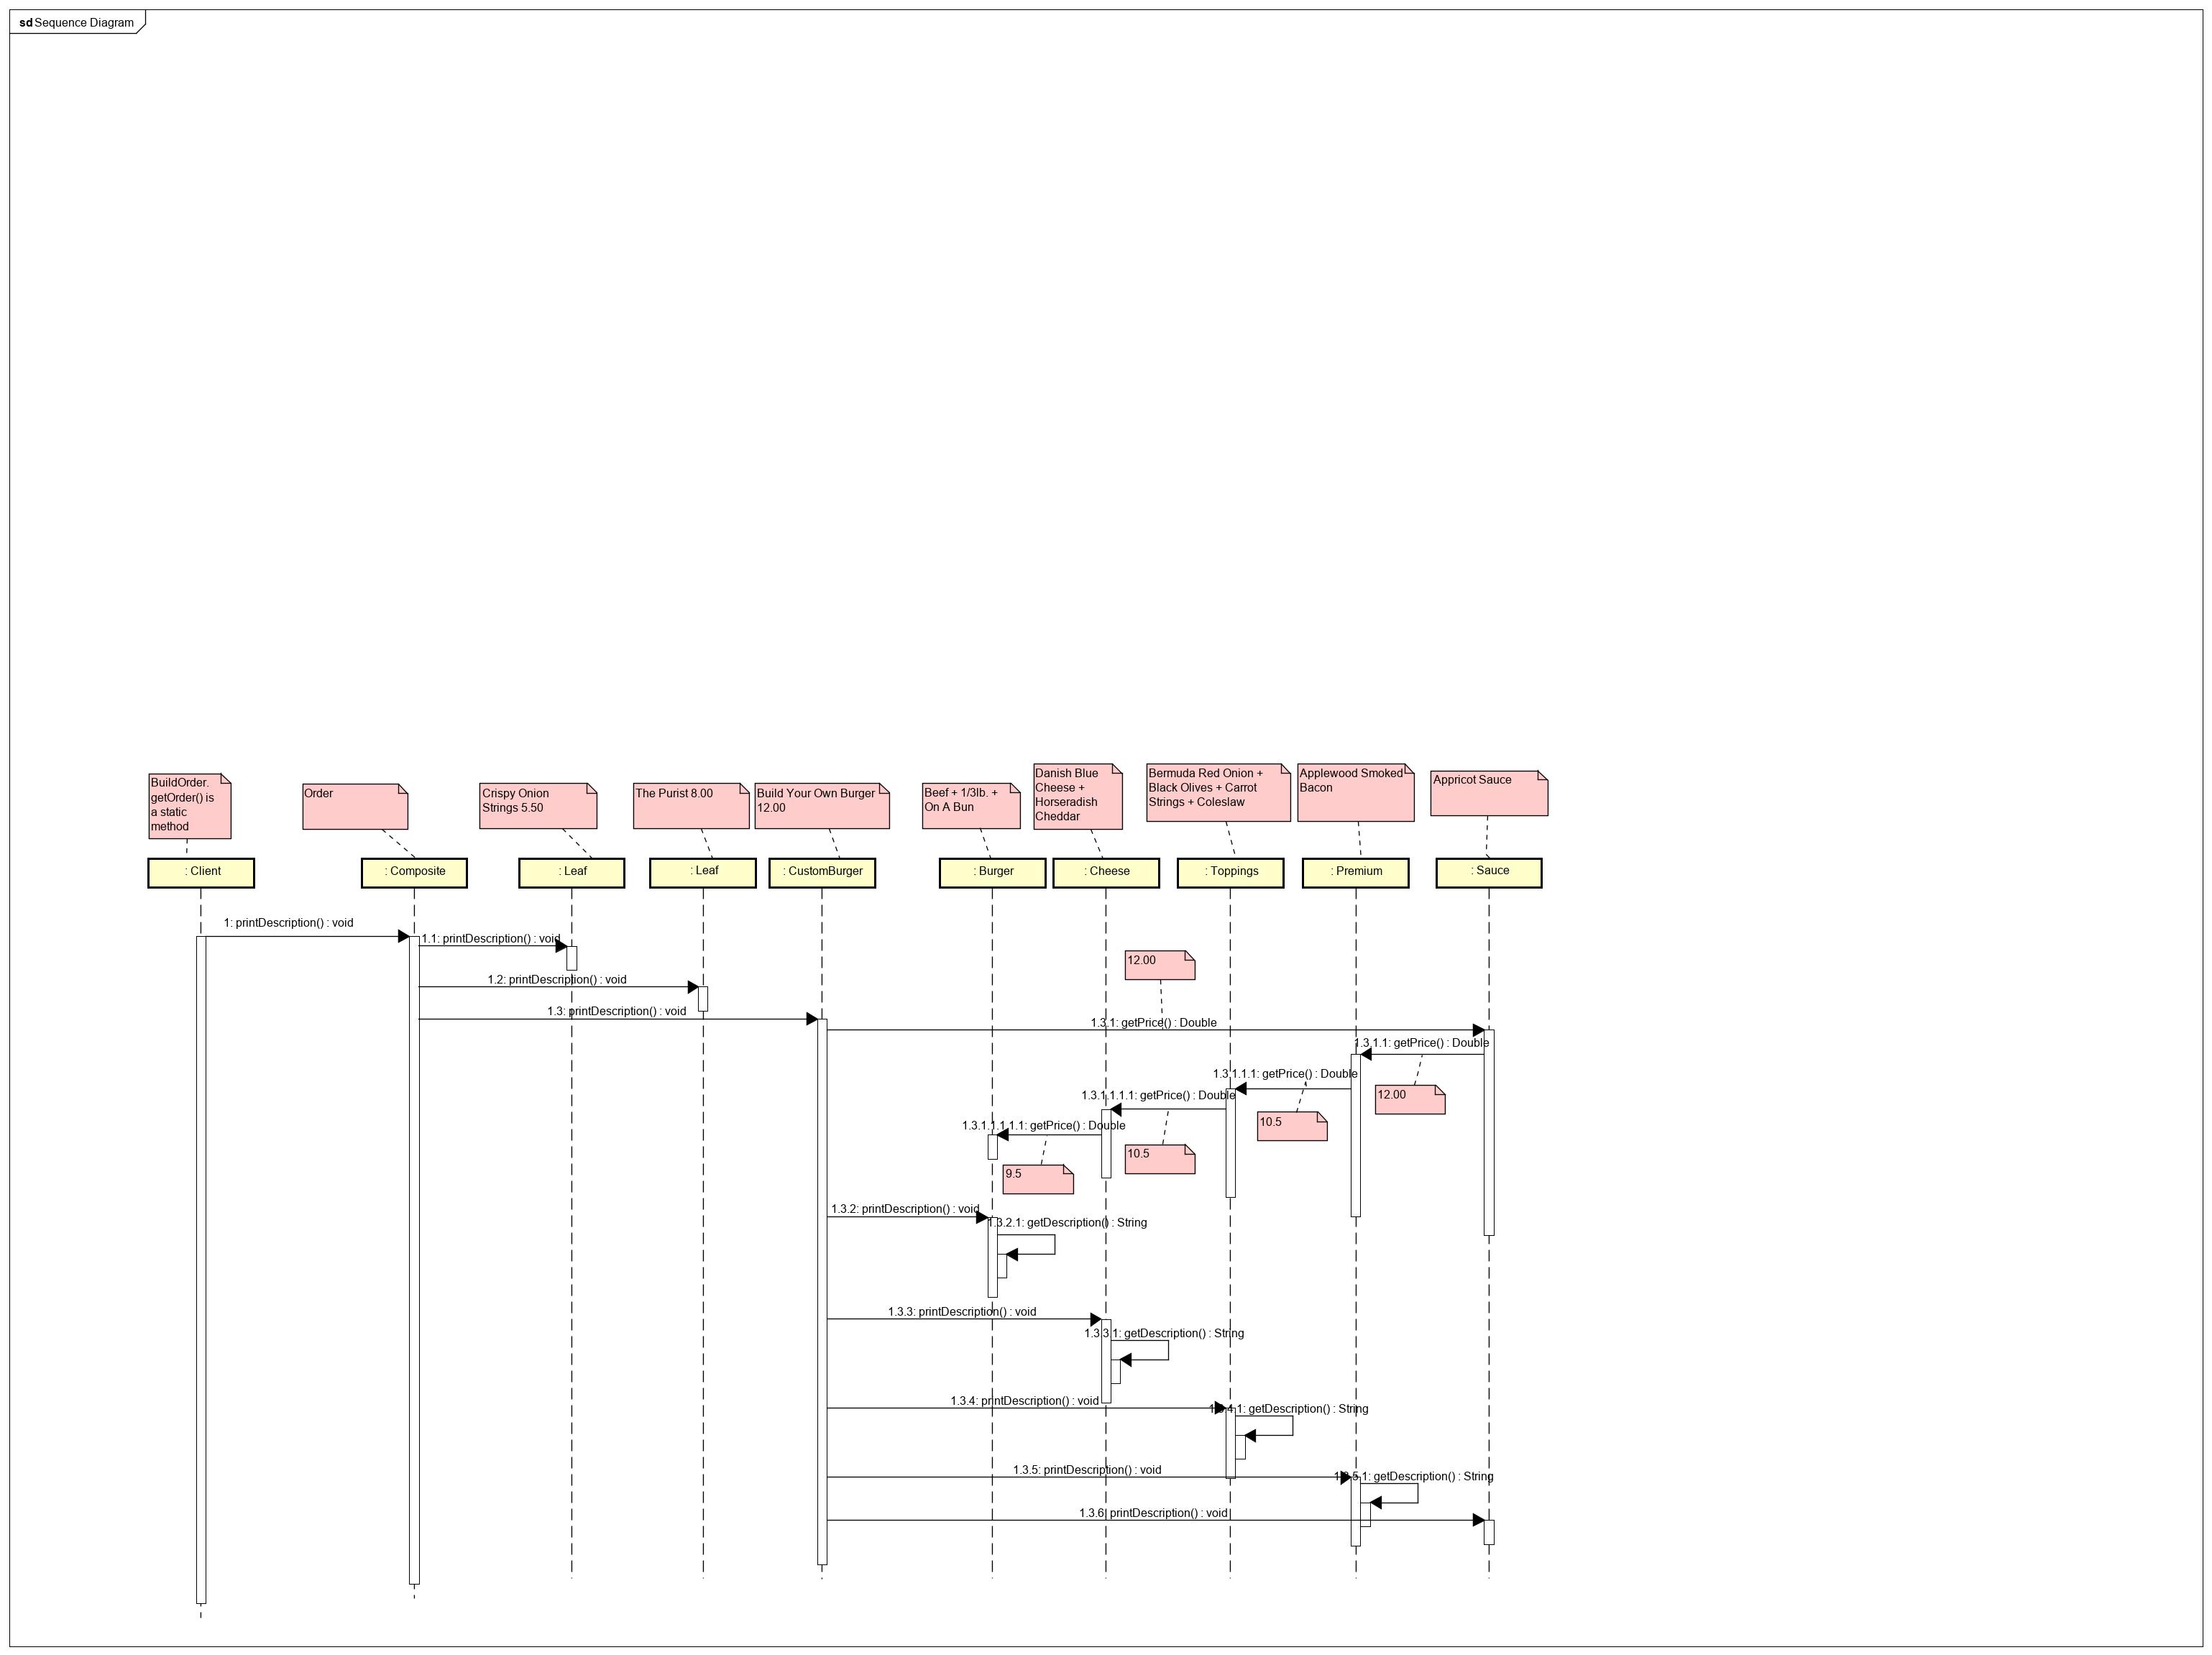 sd Sequence Diagram
BuildOrder.
getOrder() is
a static
method
Order
Crispy Onion
Strings 5.50
The Purist 8.00
Build Your Own Burger
12.00
Beef + 1/3lb. +
On A Bun
Danish Blue
Cheese +
Horseradish
Cheddar
Bermuda Red Onion +
Black Olives + Carrot
Strings + Coleslaw
Applewood Smoked
Bacon
Appricot Sauce
: Client
: Composite
: Leaf
: Leaf
: CustomBurger
: Burger
: Cheese
: Toppings
: Premium
: Sauce
1: printDescription() : void
1.1: printDescription() : void
12.00
1.2: printDescription() : void
1.3: printDescription() : void
1.3.1: getPrice() : Double
1.3.1.1: getPrice() : Double
1.3.1.1.1: getPrice() : Double
12.00
1.3.1.1.1.1: getPrice() : Double
10.5
1.3.1.1.1.1.1: getPrice() : Double
10.5
9.5
1.3.2: printDescription() : void
1.3.2.1: getDescription() : String
1.3.3: printDescription() : void
1.3.3.1: getDescription() : String
1.3.4: printDescription() : void
1.3.4.1: getDescription() : String
1.3.5: printDescription() : void
1.3.5.1: getDescription() : String
1.3.6: printDescription() : void